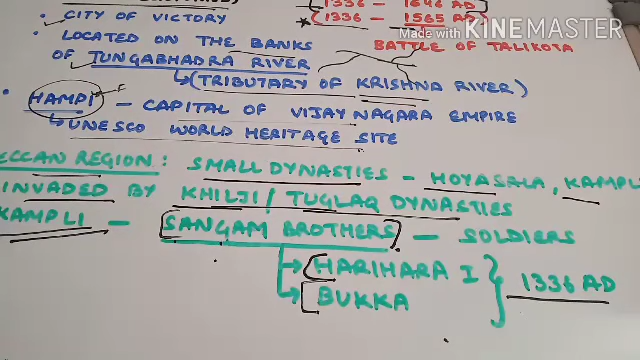 1336 - 1646 AD
• CITY OF VICTORY
(1336 - 1565 AD)
Made with KINEMASTER
• LOCATED ON THE BANKS
BATTLE OF TALIKOTA
OF TUNGABHADRA RIVER
(TRIBUTARY OF KRISHNA RIVER)
• HAMPI - CAPITAL OF VIJAYNAGARA EMPIRE
UNESCO WORLD HERITAGE SITE
ECCAN REGION: SMALL DYNASTIES - HOYASALA, KAMPL
INVADED BY KHILJI/TUGLAQ DYNASTIES
KAMPLI - SANGAM BROTHERS - SOLDIERS
HARIHARA I
1336 AD
BUKKA